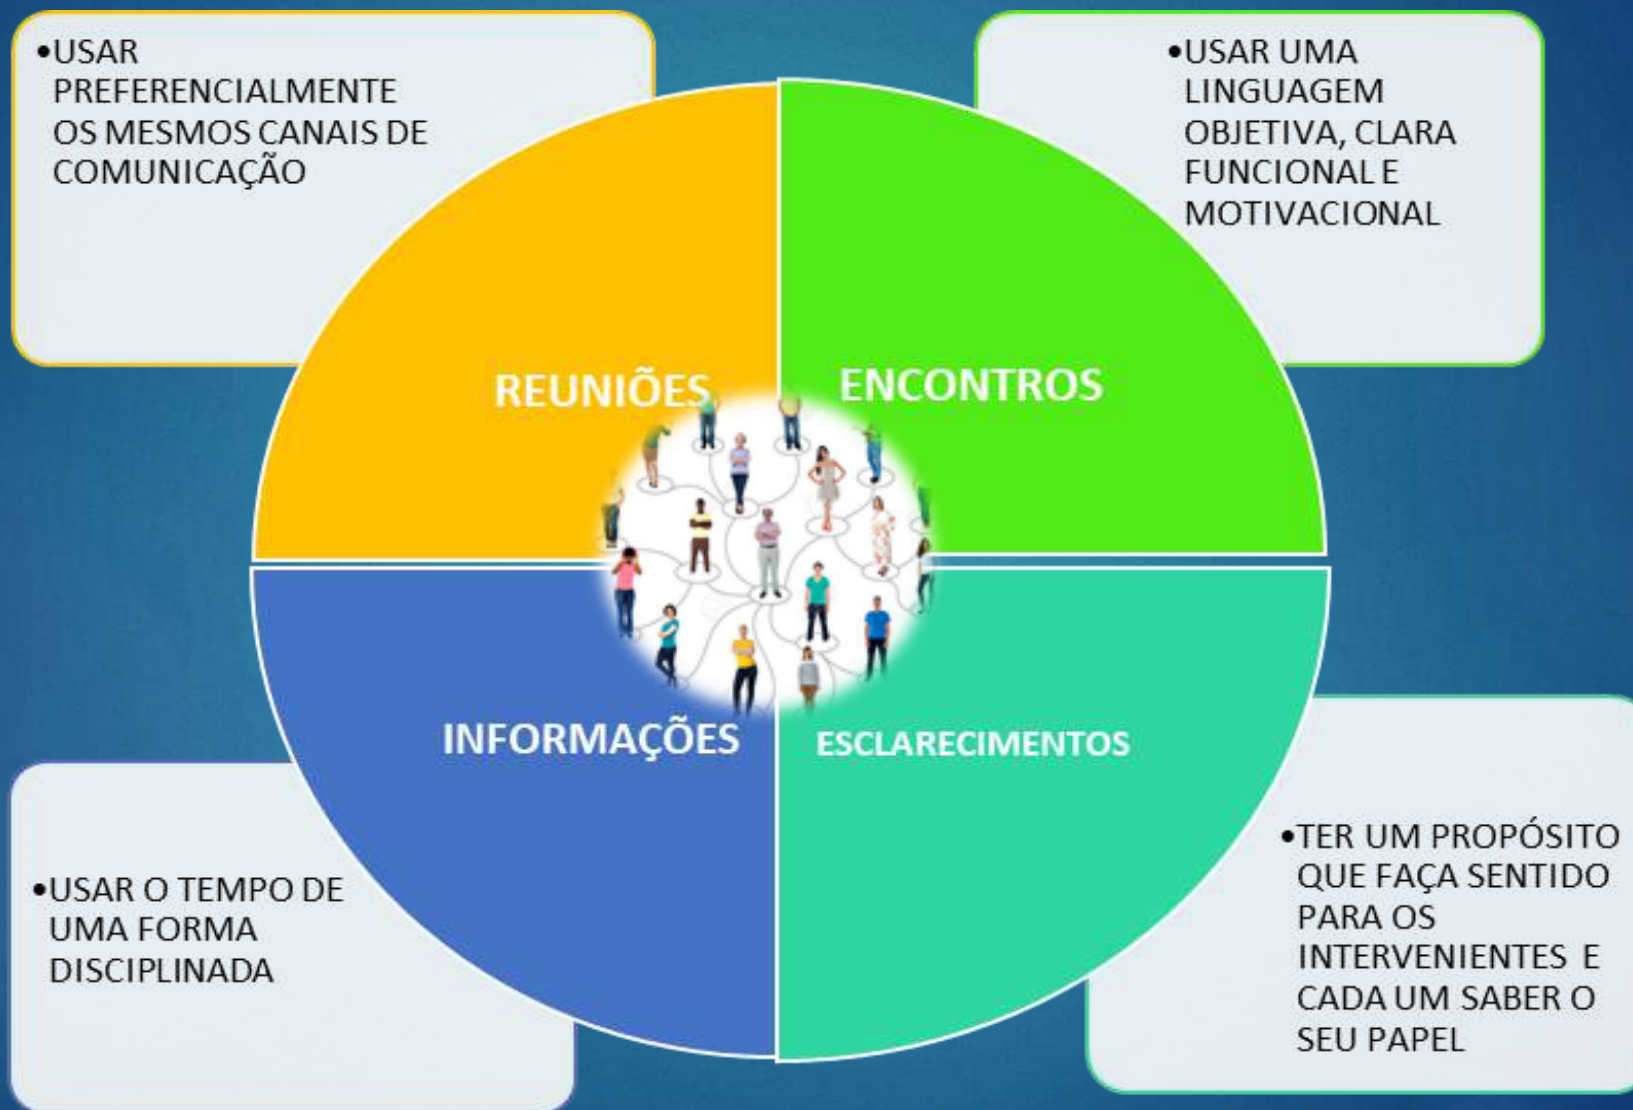 •USAR
PREFERENCIALMENTE
OS MESMOS CANAIS DE
COMUNICAÇÃO
•USAR UMA
LINGUAGEM
OBJETIVA, CLARA
FUNCIONAL E
MOTIVACIONAL
REUNIÕES
ENCONTROS
INFORMAÇÕES
ESCLARECIMENTOS
•USAR O TEMPO DE
UMA FORMA
DISCIPLINADA
•TER UM PROPÓSITO
QUE FAÇA SENTIDO
PARA OS
INTERVENIENTES E
CADA UM SABER O
SEU PAPEL